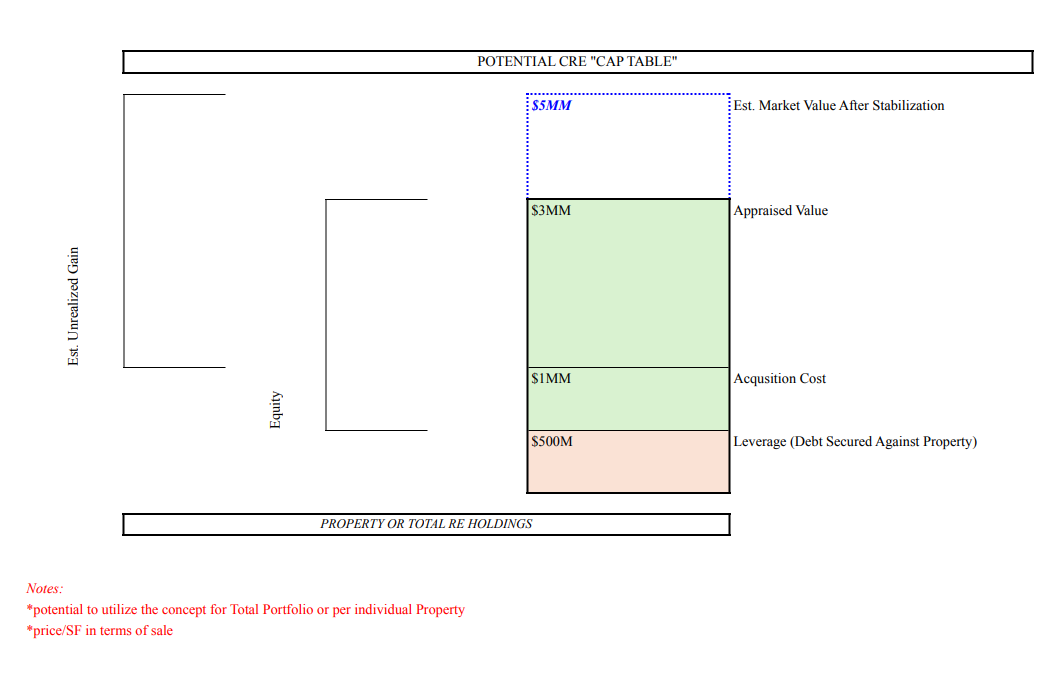 POTENTIAL CRE "CAP TABLE"
$5MM
Est. Market Value After Stabilization
$3MM
Appraised Value
Est. Unrealized Gain
$1MM
Acqusition Cost
Equity
$500M
Leverage (Debt Secured Against Property)
PROPERTY OR TOTAL RE HOLDINGS
Notes:
*potential to utilize the concept for Total Portfolio or per individual Property
*price/SF in terms of sale